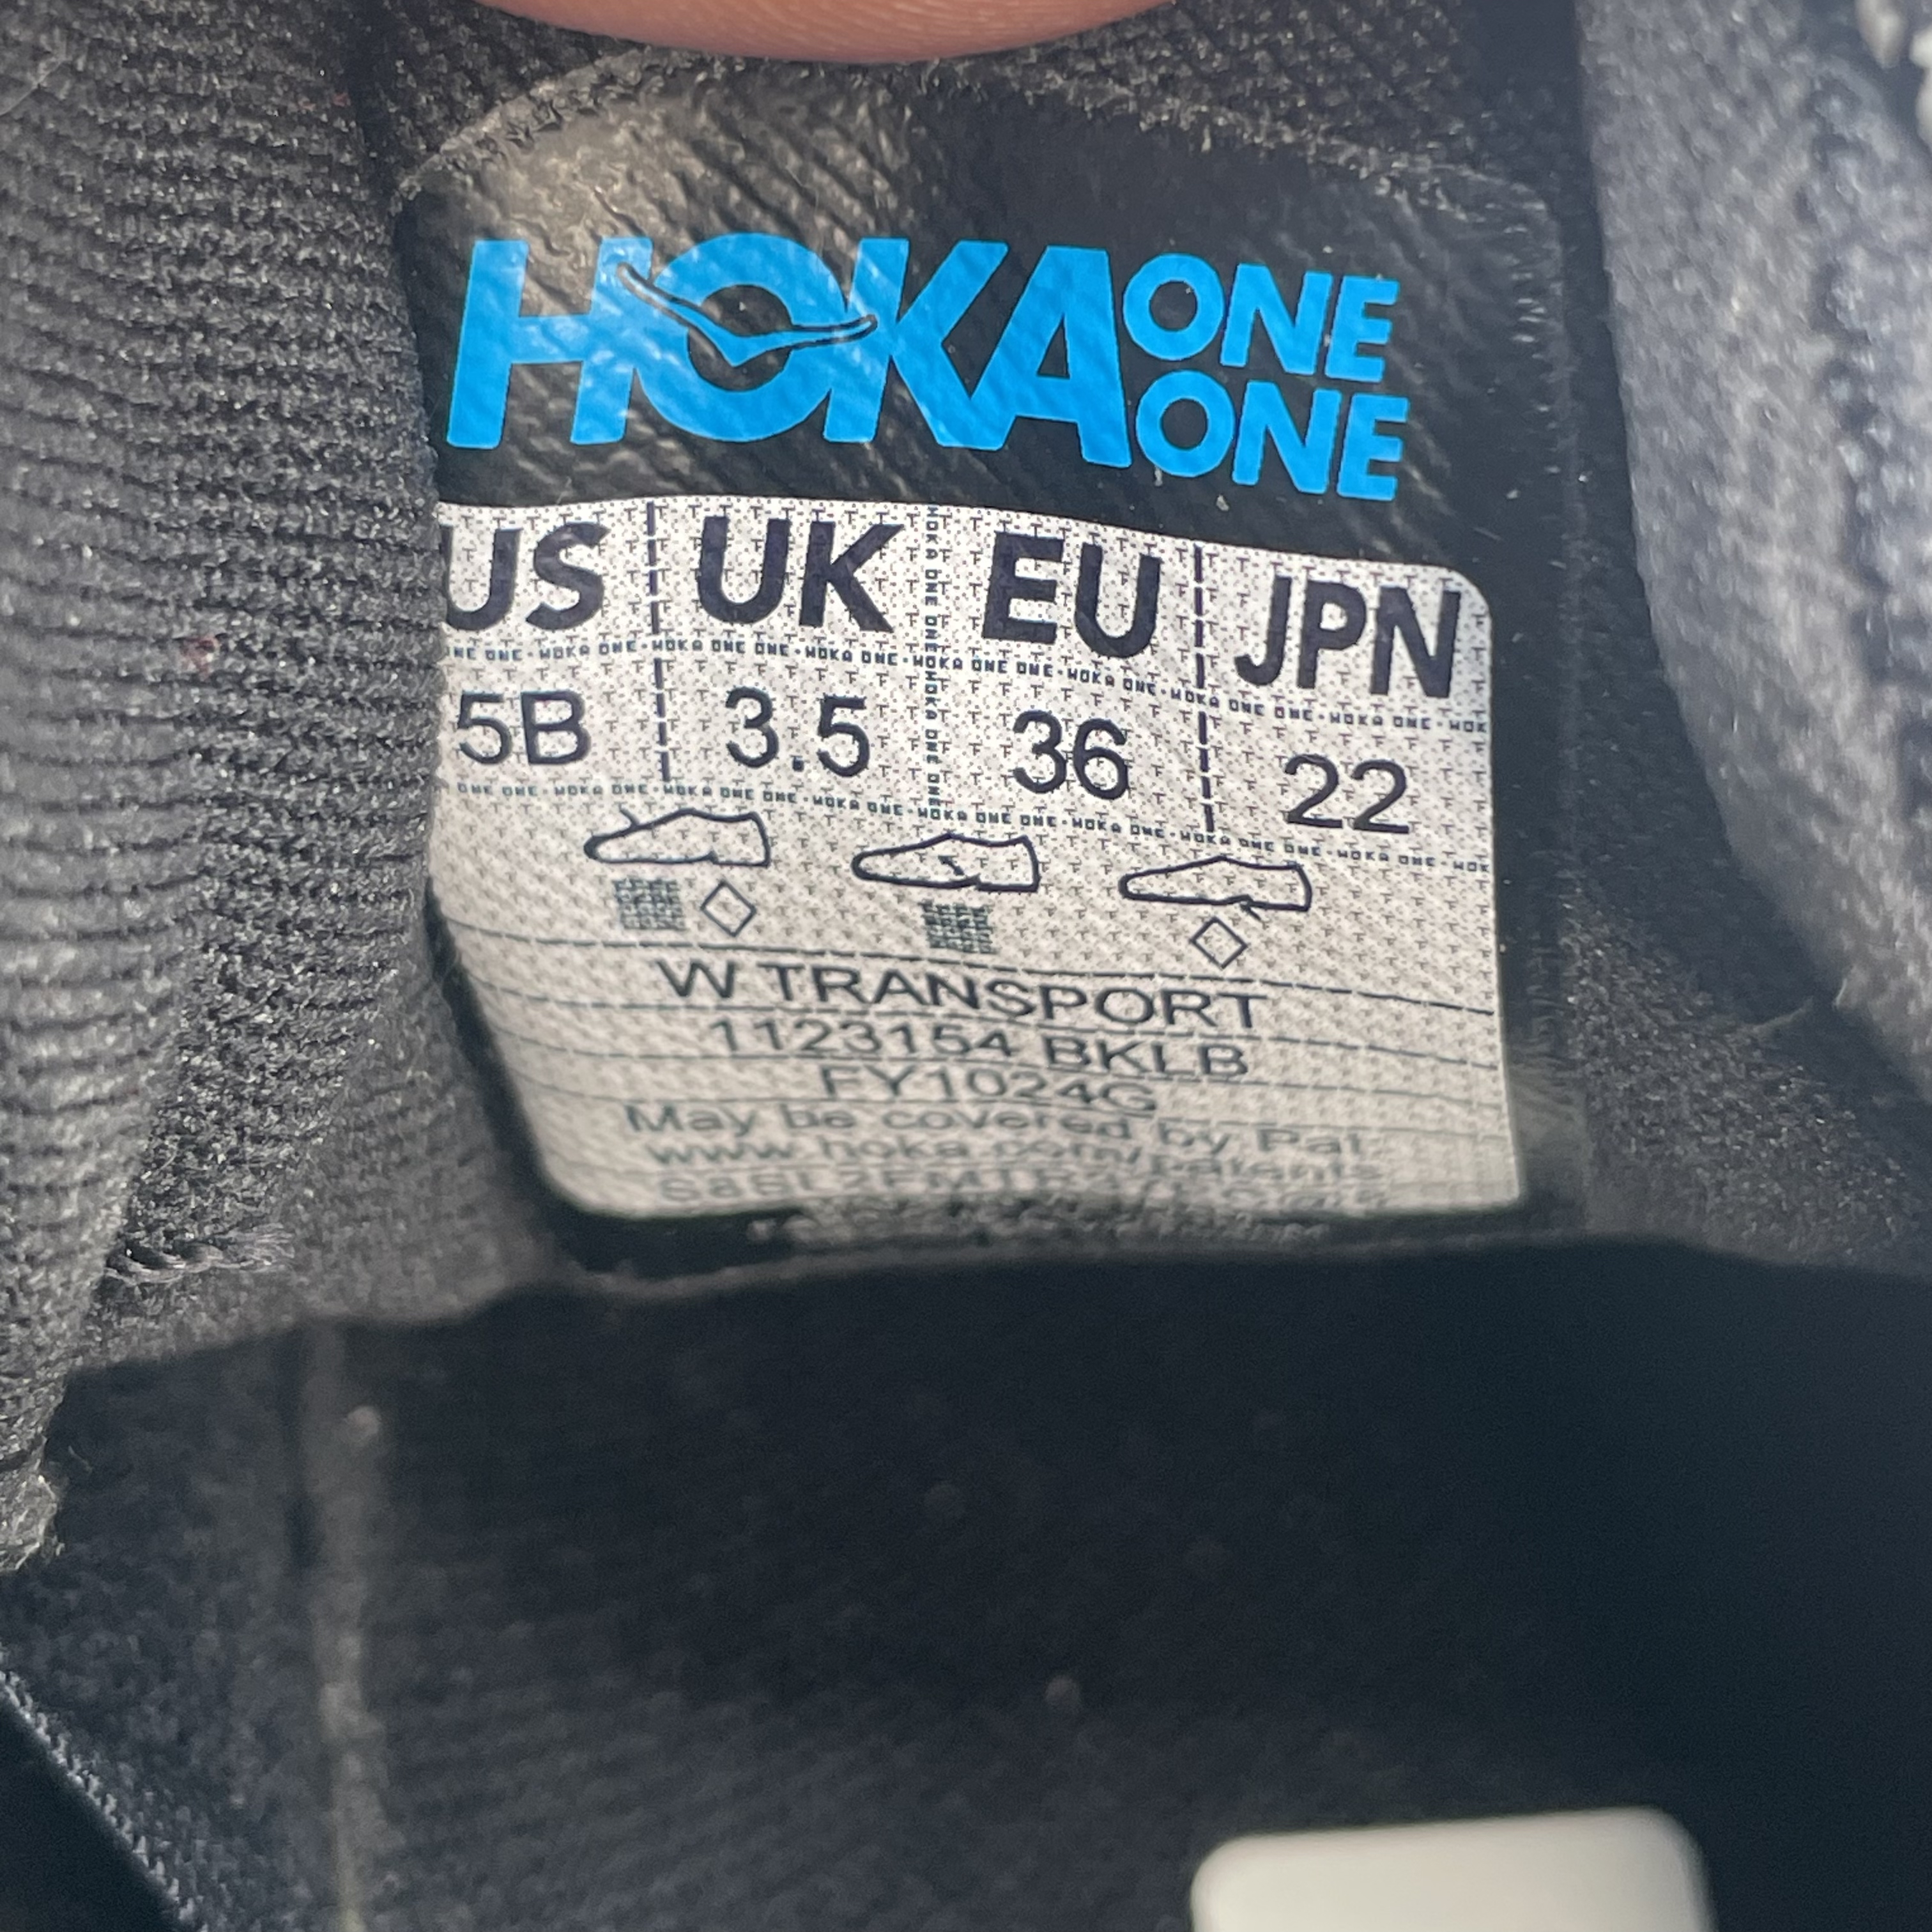 HOKA ONE ONE
US UK EU JPN
5B 3.5 36 22
W TRANSPORT
1123154 BKLB
FY1024G
May be covered by Pat.
www.hoka.com/patents